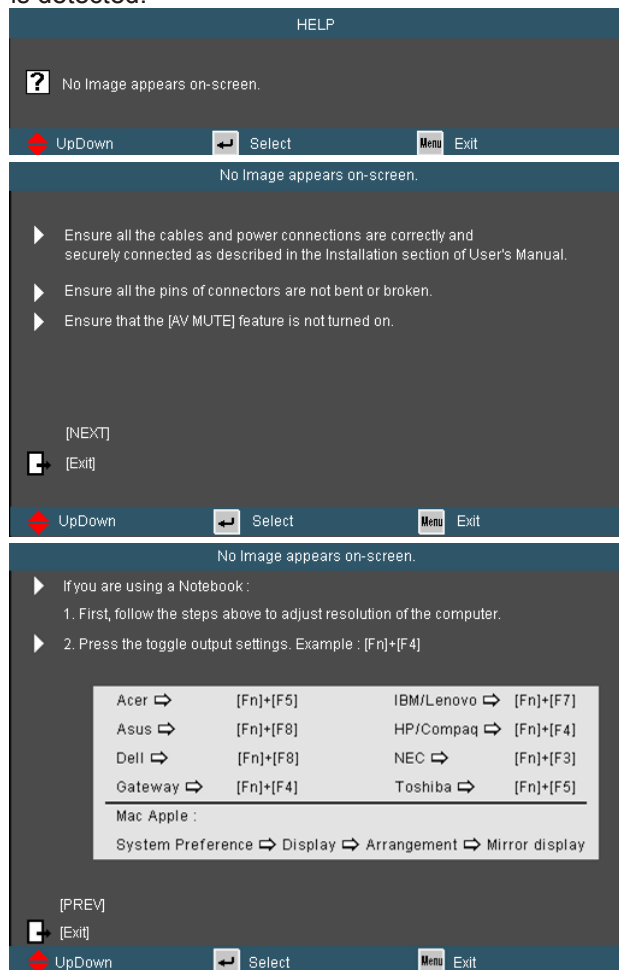 is detected.
HELP
? No Image appears on-screen.
UpDown Select Menu Exit
No Image appears on-screen.
Ensure all the cables and power connections are correctly and
securely connected as described in the Installation section of User's Manual.
Ensure all the pins of connectors are not bent or broken.
Ensure that the [AV MUTE] feature is not turned on.
[NEXT]
[Exit]
UpDown Select Menu Exit
No Image appears on-screen.
If you are using a Notebook :
1. First, follow the steps above to adjust resolution of the computer.
2. Press the toggle output settings. Example : [Fn]+[F4]
Acer ⇨ [Fn]+[F5] IBM/Lenovo ⇨ [Fn]+[F7]
Asus ⇨ [Fn]+[F8] HP/Compaq ⇨ [Fn]+[F4]
Dell ⇨ [Fn]+[F8] NEC ⇨ [Fn]+[F3]
Gateway ⇨ [Fn]+[F4] Toshiba ⇨ [Fn]+[F5]
Mac Apple :
System Preference ⇨ Display ⇨ Arrangement ⇨ Mirror display
[PREV]
[Exit]
UpDown Select Menu Exit